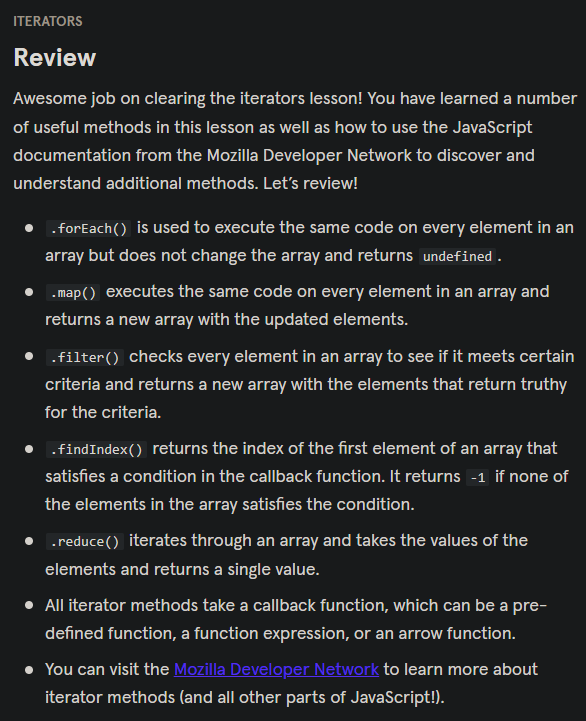 ITERATORS
Review
Awesome job on clearing the iterators lesson! You have learned a number
of useful methods in this lesson as well as how to use the JavaScript
documentation from the Mozilla Developer Network to discover and
understand additional methods. Let’s review!
.forEach() is used to execute the same code on every element in an
array but does not change the array and returns undefined.
.map() executes the same code on every element in an array and
returns a new array with the updated elements.
.filter() checks every element in an array to see if it meets certain
criteria and returns a new array with the elements that return truthy
for the criteria.
.findIndex() returns the index of the first element of an array that
satisfies a condition in the callback function. It returns -1 if none of
the elements in the array satisfies the condition.
.reduce() iterates through an array and takes the values of the
elements and returns a single value.
All iterator methods take a callback function, which can be a pre-
defined function, a function expression, or an arrow function.
You can visit the Mozilla Developer Network to learn more about
iterator methods (and all other parts of JavaScript!).